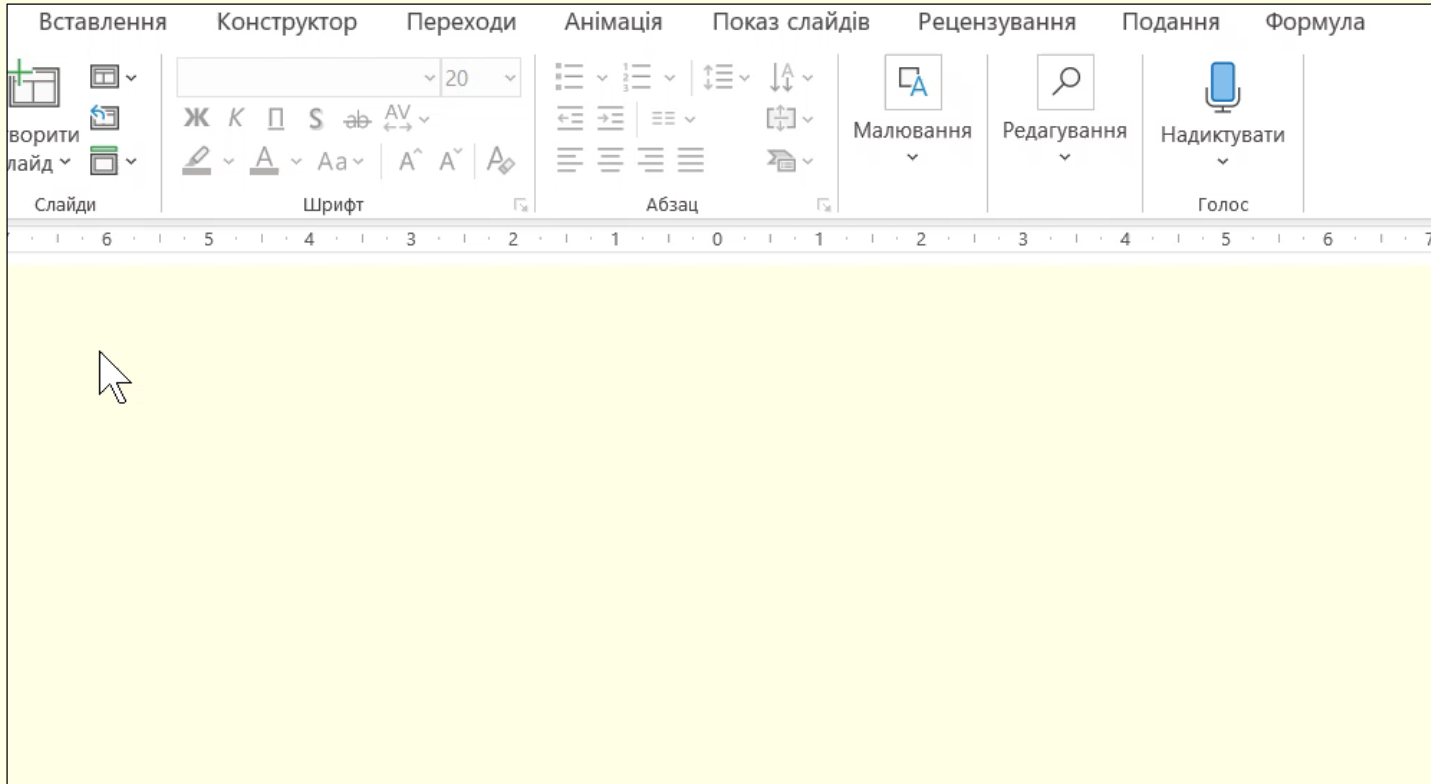 Вставлення Конструктор Переходи Анімація Показ слайдів Рецензування Подання Формула
20
Ж К П S ab AV
Aa A A A
ворити
лайд
Малювання Редагування Надиктувати
Слайди Шрифт Абзац Голос
6 5 4 3 2 1 0 1 2 3 4 5 6 7